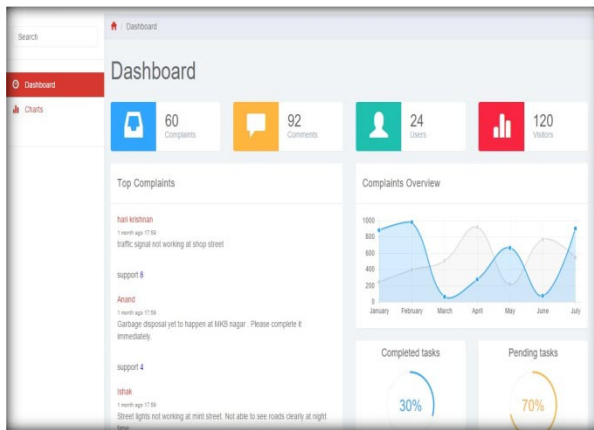 Search
/ Dashboard
Dashboard
Charts
Dashboard
60
Complaints
92
Comments
24
Users
120
Visitors
Top Complaints
hari krishnan
1 month ago 17:59
traffic signal not working at shop street
support 8
Anand
1 month ago 17:59
Garbage disposal yet to happen at MKB nagar . Please complete it
immediately.
support 4
Ishak
1 month ago 17:59
Street lights not working at mint street. Not able to see roads clearly at night
time
Complaints Overview
1000
800
600
400
200
0
January February March April May June July
Completed tasks
30%
Pending tasks
70%